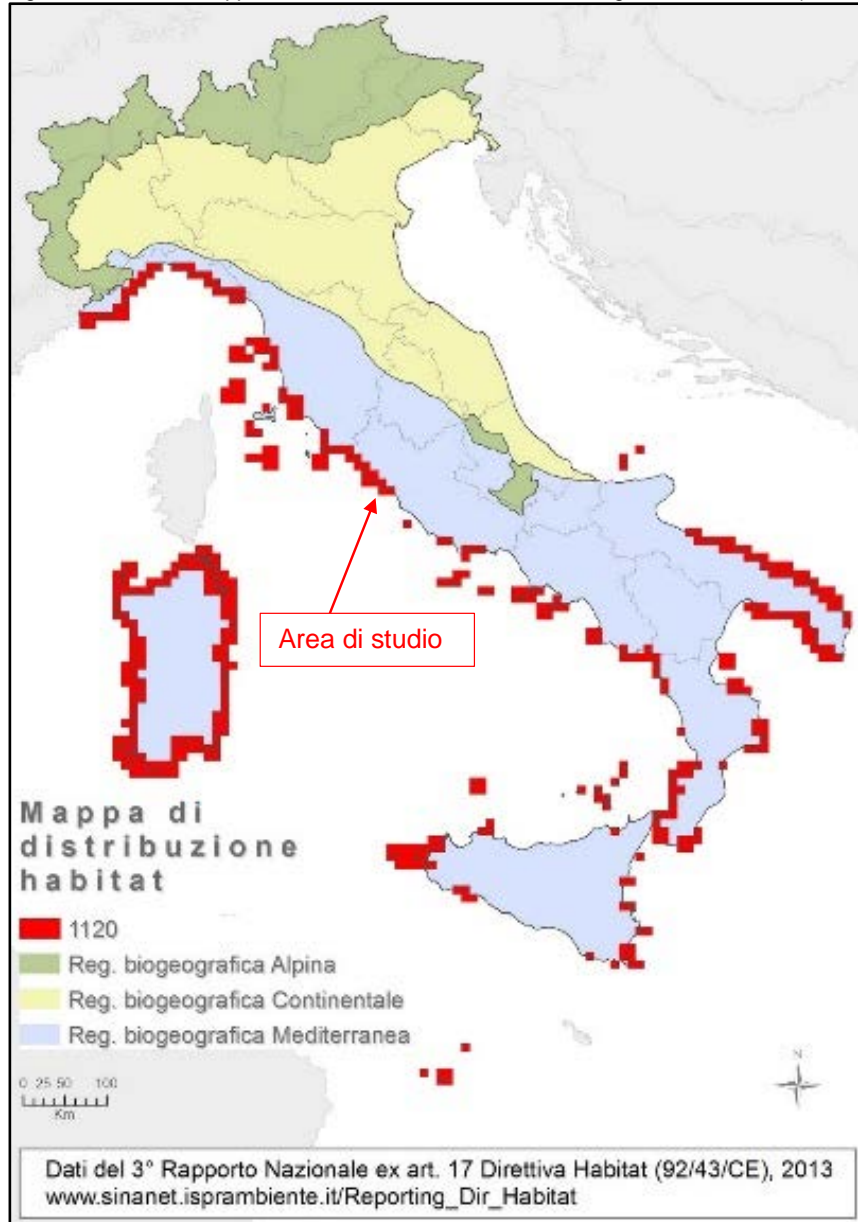 Area di studio
Mappa di
distribuzione
habitat
1120
Reg. biogeografica Alpina
Reg. biogeografica Continentale
Reg. biogeografica Mediterranea
0 25 50 100
Km
N
Dati del 3° Rapporto Nazionale ex art. 17 Direttiva Habitat (92/43/CE), 2013
www.sinanet.isprambiente.it/Reporting_Dir_Habitat